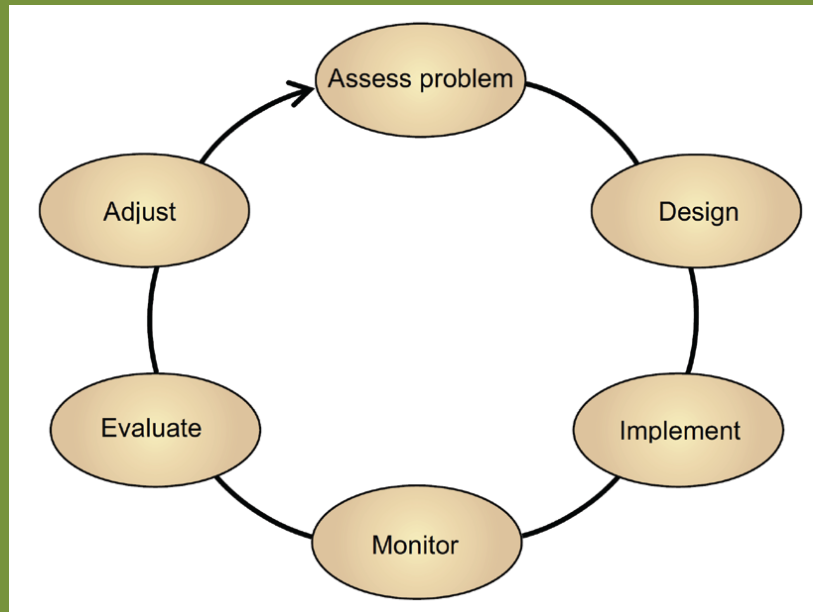 Assess problem
Design
Implement
Monitor
Evaluate
Adjust